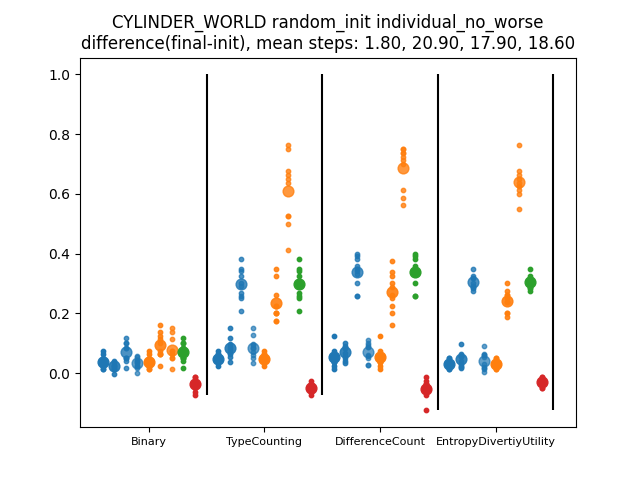 CYLINDER_WORLD random_init individual_no_worse
difference(final-init), mean steps: 1.80, 20.90, 17.90, 18.60
1.0
0.8
0.6
0.4
0.2
0.0
Binary TypeCounting DifferenceCount EntropyDivertiyUtility